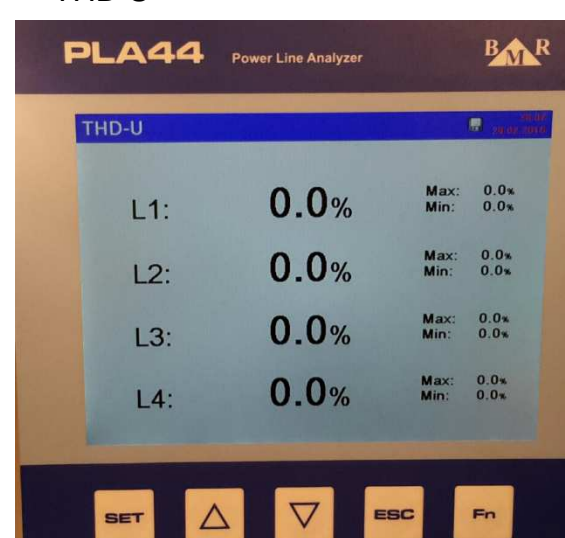 THD-U
PLA44 Power Line Analyzer BMR
THD-U
L1: 0.0% Max: 0.0%
Min: 0.0%
L2: 0.0% Max: 0.0%
Min: 0.0%
L3: 0.0% Max: 0.0%
Min: 0.0%
L4: 0.0% Max: 0.0%
Min: 0.0%
SET ESC Fn